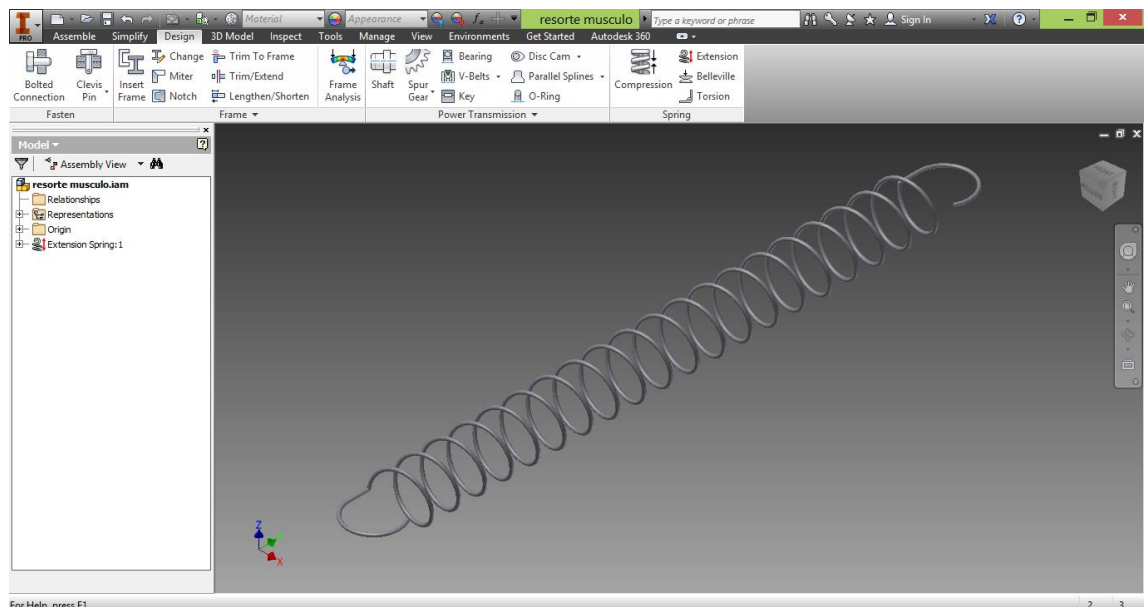 Material Appearance resorte musculo Type a keyword or phrase Sign In
PRO Assemble Simplify Design 3D Model Inspect Tools Manage View Environments Get Started Autodesk 360
Bolted Connection
Clevis Pin
Fasten
Insert Frame
Change
Miter
Notch
Trim To Frame
Trim/Extend
Lengthen/Shorten
Frame Analysis
Frame
Shaft
Spur Gear
Bearing
V-Belts
Key
Disc Cam
Parallel Splines
O-Ring
Power Transmission
Compression
Extension
Belleville
Torsion
Spring
Model
Assembly View
resorte musculo.iam
Relationships
Representations
Origin
Extension Spring:1
FRONT
Z
X
For Help, press F1
2 3